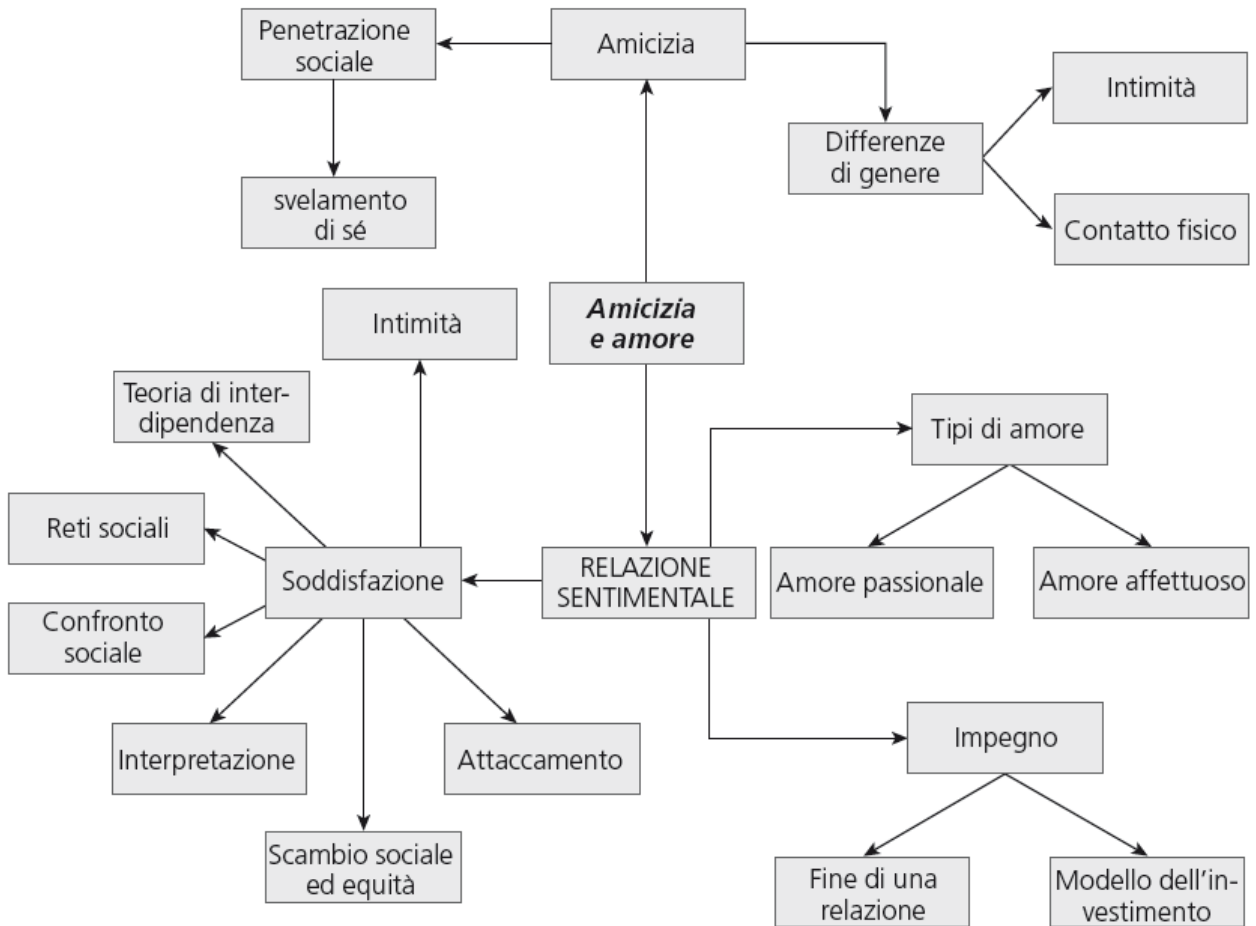 Penetrazione
sociale
Amicizia
Intimità
Differenze
di genere
svelamento
di sé
Contatto fisico
Amicizia
e amore
Intimità
Teoria di inter-
dipendenza
Tipi di amore
Reti sociali
Soddisfazione
RELAZIONE
SENTIMENTALE
Amore passionale
Amore affettuoso
Confronto
sociale
Interpretazione
Attaccamento
Impegno
Scambio sociale
ed equità
Fine di una
relazione
Modello dell'in-
vestimento